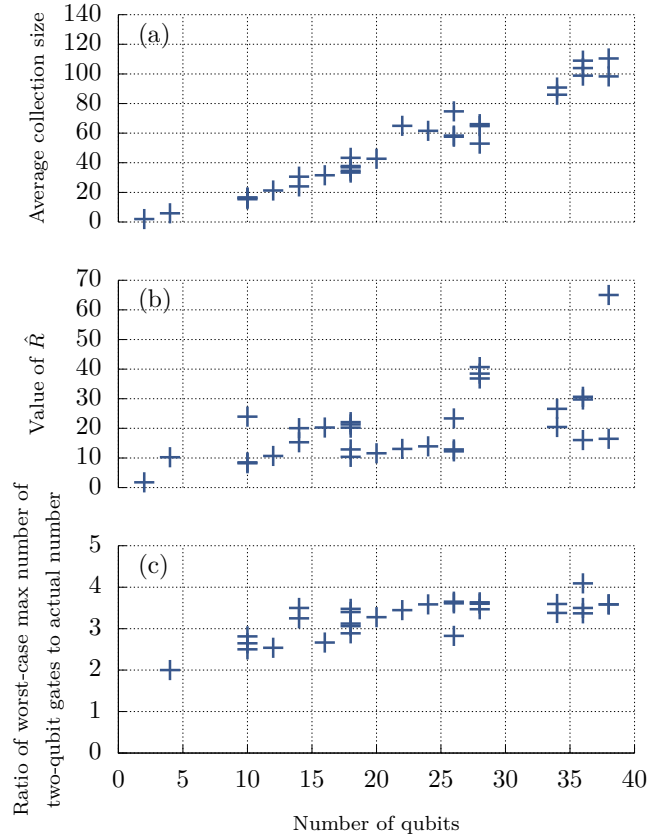 (a)
Average collection size
140
120
100
80
60
40
20
0
(b)
Value of R̂
70
60
50
40
30
20
10
0
(c)
Ratio of worst-case max number of
two-qubit gates to actual number
5
4
3
2
1
0
0 5 10 15 20 25 30 35 40
Number of qubits